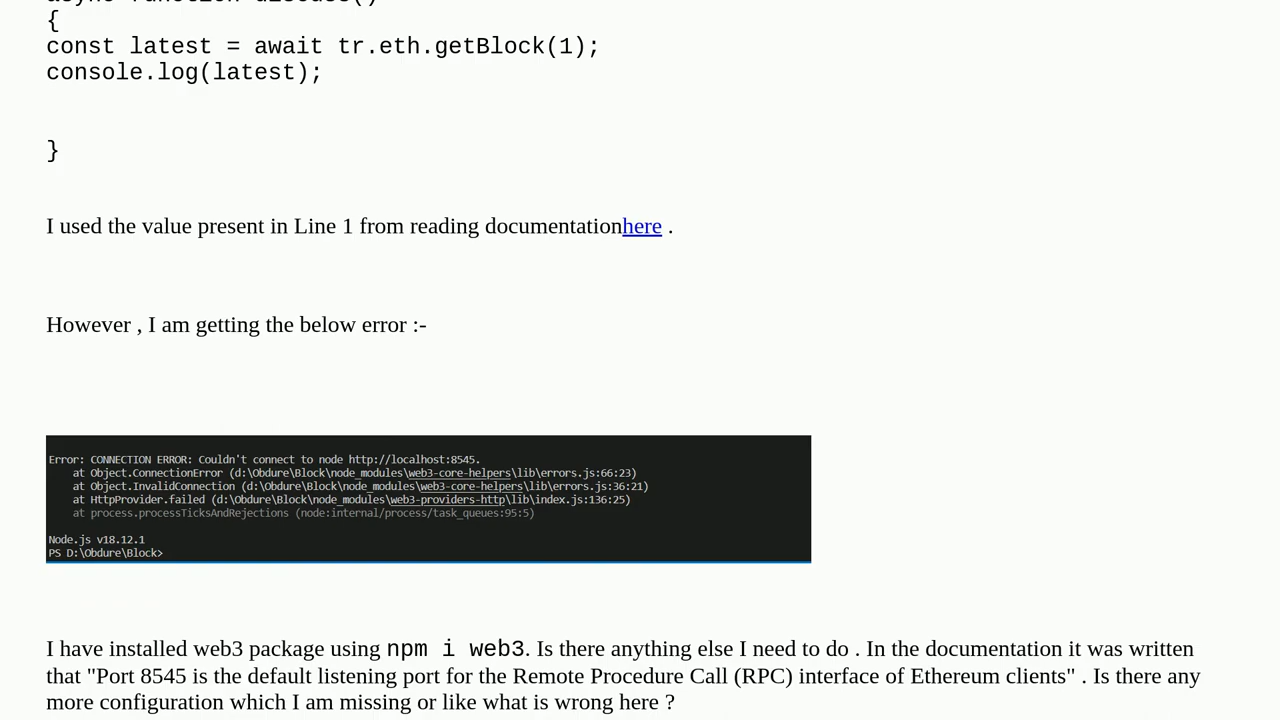 {
const latest = await tr.eth.getBlock(1);
console.log(latest);
}
I used the value present in Line 1 from reading documentationhere .
However , I am getting the below error :-
Error: CONNECTION ERROR: Couldn't connect to node http://localhost:8545.
at Object.ConnectionError (d:\Obdure\Block\node_modules\web3-core-helpers\lib\errors.js:66:23)
at Object.InvalidConnection (d:\Obdure\Block\node_modules\web3-core-helpers\lib\errors.js:36:21)
at HttpProvider.failed (d:\Obdure\Block\node_modules\web3-providers-http\lib\index.js:136:25)
at process.processTicksAndRejections (node:internal/process/task_queues:95:5)
Node.js v18.12.1
PS D:\Obdure\Block>
I have installed web3 package using npm i web3. Is there anything else I need to do . In the documentation it was written
that "Port 8545 is the default listening port for the Remote Procedure Call (RPC) interface of Ethereum clients" . Is there any
more configuration which I am missing or like what is wrong here ?